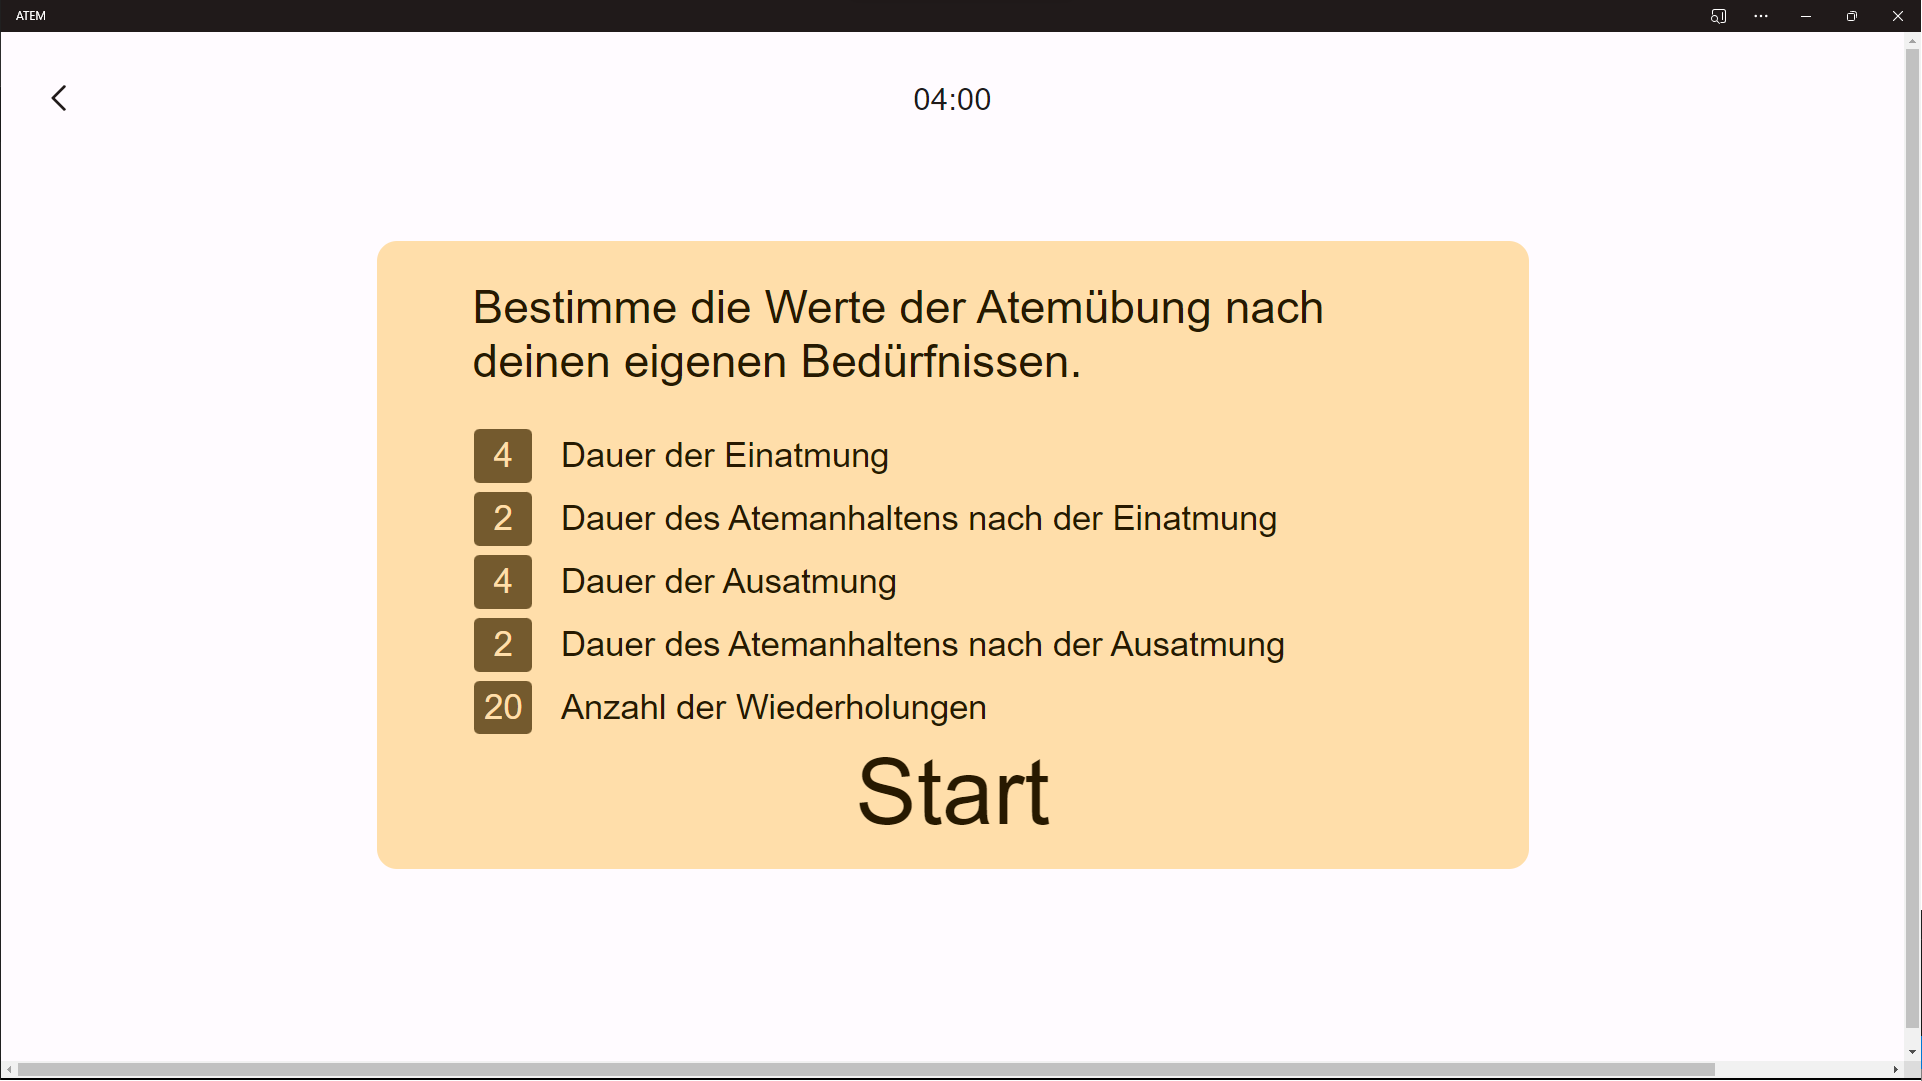 ATEM
04:00
Bestimme die Werte der Atemübung nach
deinen eigenen Bedürfnissen.
4 Dauer der Einatmung
2 Dauer des Atemanhaltens nach der Einatmung
4 Dauer der Ausatmung
2 Dauer des Atemanhaltens nach der Ausatmung
20 Anzahl der Wiederholungen
Start